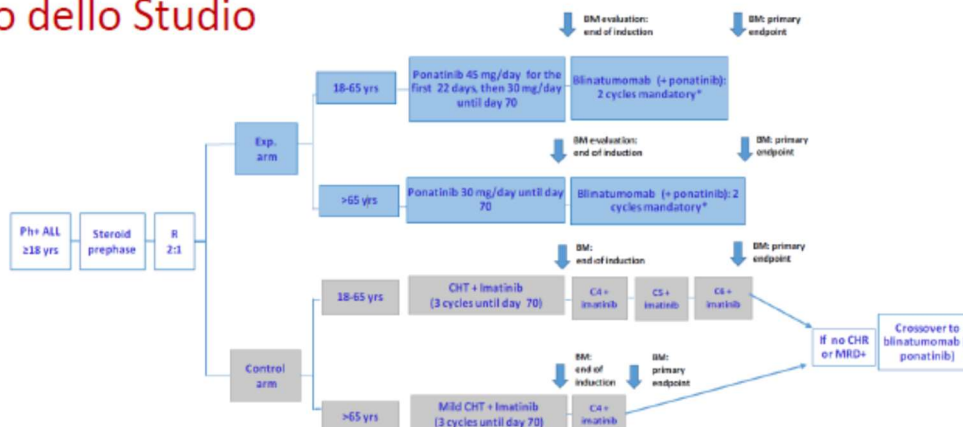 o dello Studio
BM evaluation:
end of induction
BM: primary
endpoint
18-65 yrs
Ponatinib 45 mg/day for the
first 22 days, then 30 mg/day
until day 70
Blinatumomab (+ ponatinib):
2 cycles mandatory*
Exp.
arm
BM evaluation:
end of induction
BM: primary
endpoint
>65 yrs
Ponatinib 30 mg/day until day
70
Blinatumomab (+ ponatinib): 2
cycles mandatory*
Ph+ ALL
≥18 yrs
Steroid
prephase
R
2:1
BM:
end of induction
BM: primary
endpoint
18-65 yrs
CHT + Imatinib
(3 cycles until day 70)
C4 +
imatinib
C5 +
imatinib
C6 +
imatinib
If no CHR
or MRD+
Crossover to
blinatumomab
ponatinib)
Control
arm
BM:
end of
induction
BM:
primary
endpoint
>65 yrs
Mild CHT + Imatinib
(3 cycles until day 70)
C4 +
imatinib